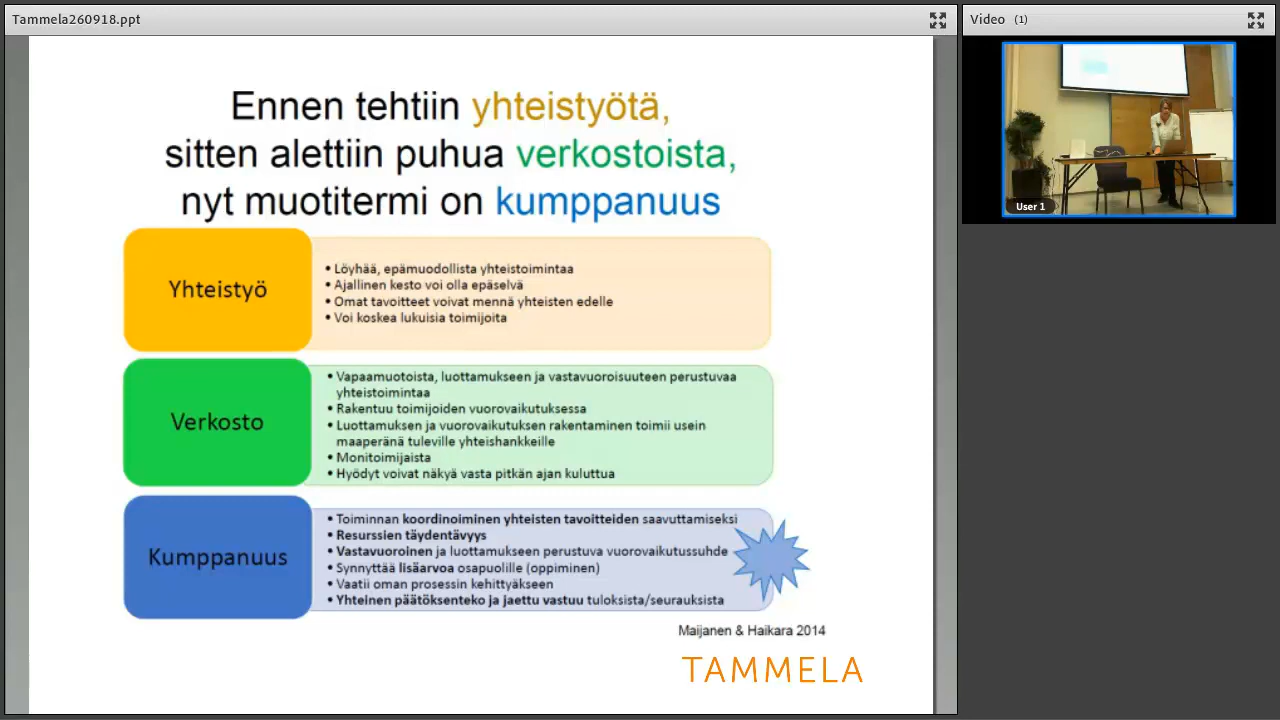 Tammela260918.ppt
Video (1)
Ennen tehtiin yhteistyötä,
sitten alettiin puhua verkostoista,
nyt muotitermi on kumppanuus
Yhteistyö
• Löyhää, epämuodollista yhteistoimintaa
• Ajallinen kesto voi olla epäselvä
• Omat tavoitteet voivat mennä yhteisten edelle
• Voi koskea lukuisia toimijoita
Verkosto
• Vapaamuotoista, luottamukseen ja vastavuoroisuuteen perustuvaa
yhteistoimintaa
• Rakentuu toimijoiden vuorovaikutuksessa
• Luottamuksen ja vuorovaikutuksen rakentaminen toimii usein
maaperänä tuleville yhteishankkeille
• Monitoimijaista
• Hyödyt voivat näkyä vasta pitkän ajan kuluttua
Kumppanuus
• Toiminnan koordinoiminen yhteisten tavoitteiden saavuttamiseksi
• Resurssien täydentävyys
• Vastavuoroinen ja luottamukseen perustuva vuorovaikutussuhde
• Synnyttää lisäarvoa osapuolille (oppiminen)
• Vaatii oman prosessin kehittyäkseen
• Yhteinen päätöksenteko ja jaettu vastuu tuloksista/seurauksista
Maijanen & Haikara 2014
TAMMELA
User 1